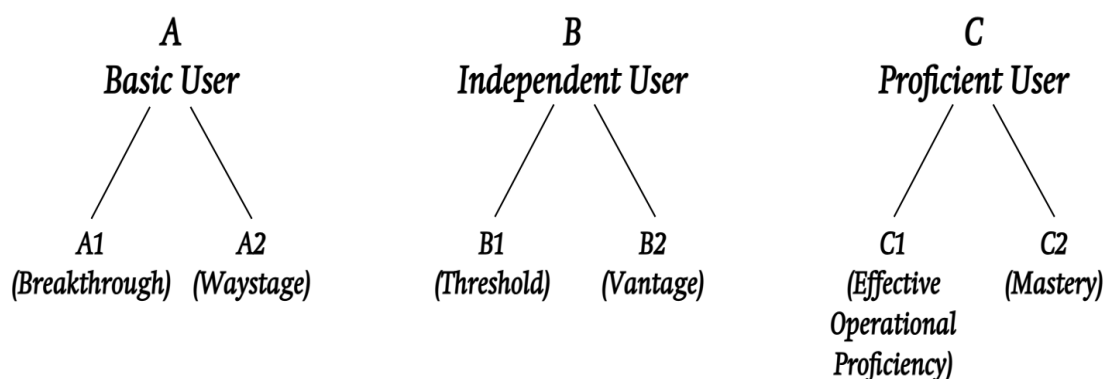 A
Basic User
B
Independent User
C
Proficient User
A1
(Breakthrough)
A2
(Waystage)
B1
(Threshold)
B2
(Vantage)
C1
(Effective
Operational
Proficiency)
C2
(Mastery)